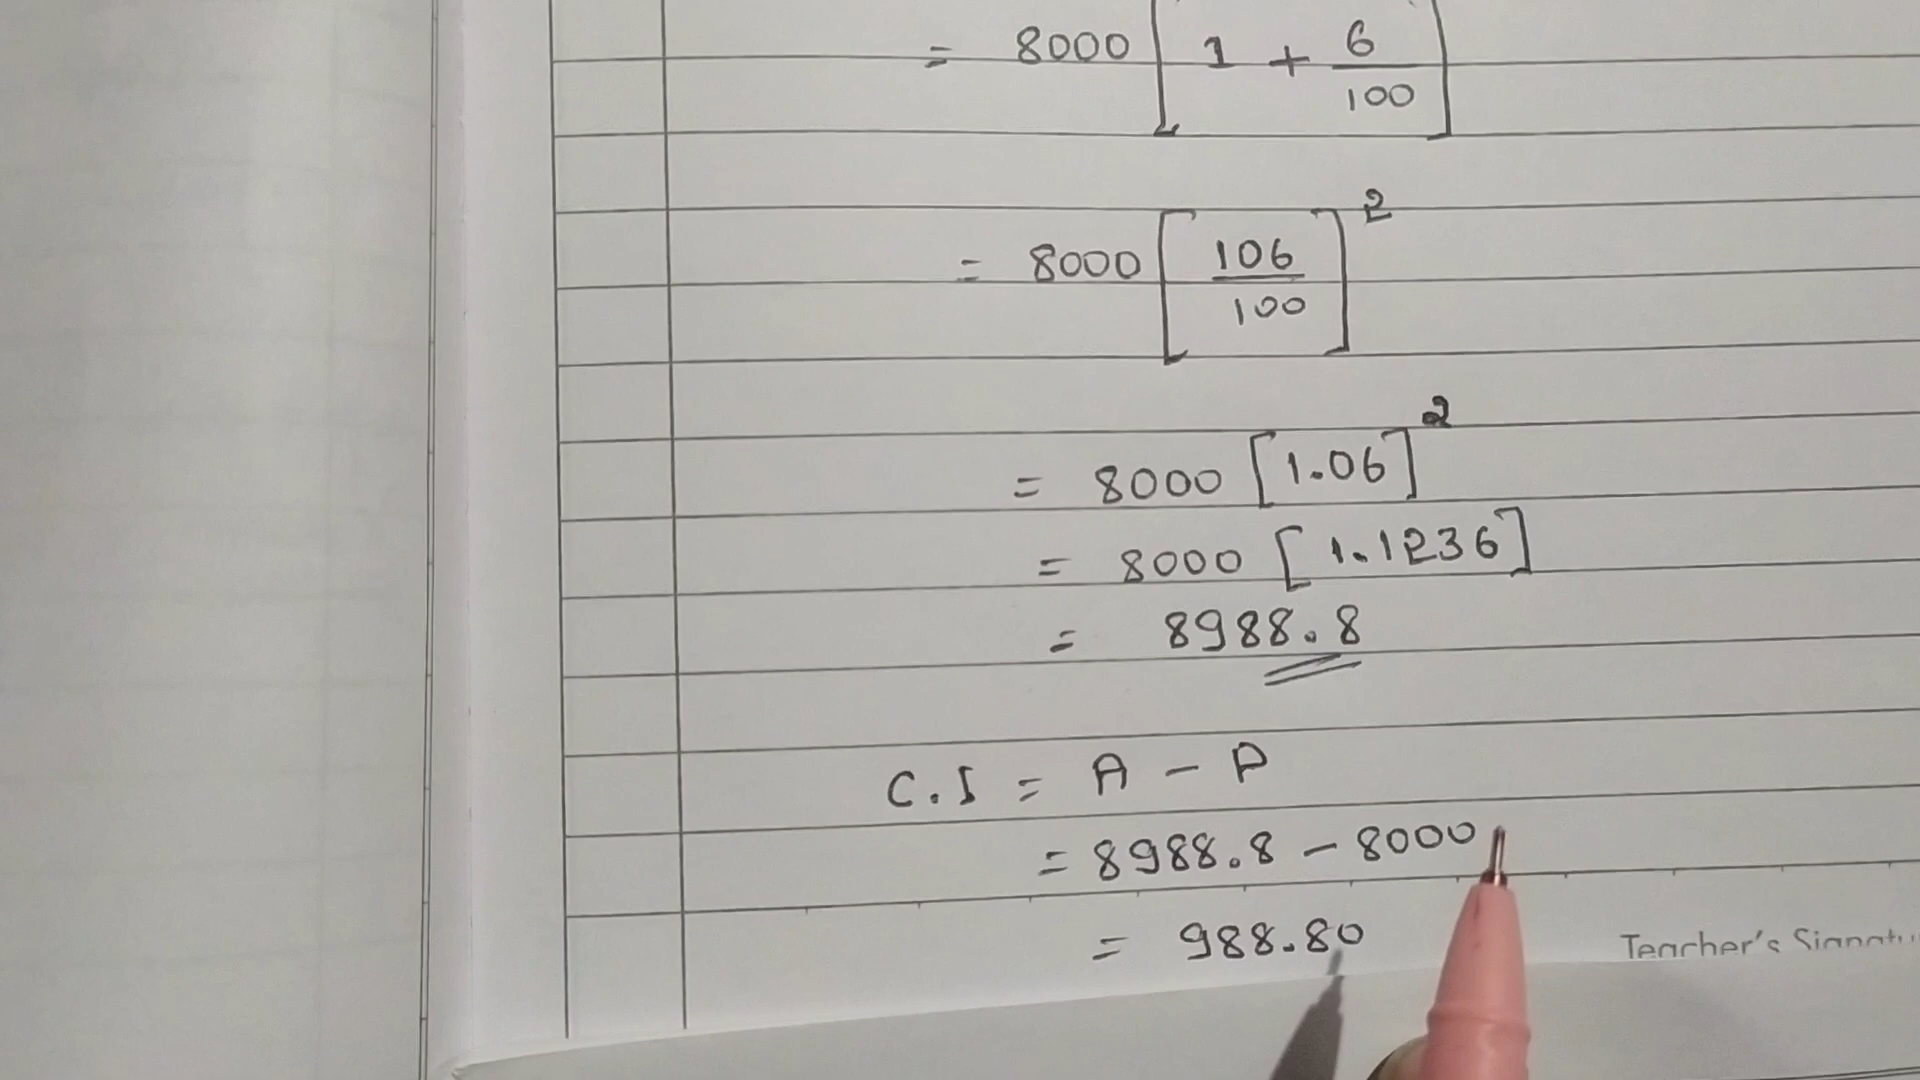 = 8000 [1 + 6/100]
= 8000 [106/100]²
= 8000 [1.06]²
= 8000 [1.1236]
= 8988.8
C.I = A - P
= 8988.8 - 8000
= 988.80
Teacher's